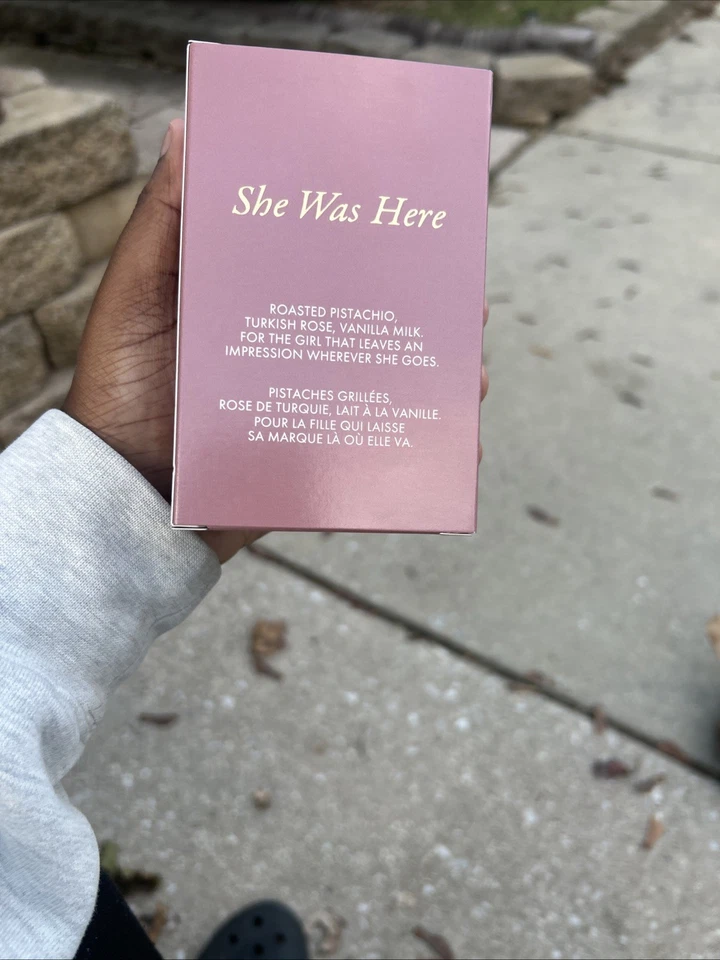 She Was Here
ROASTED PISTACHIO,
TURKISH ROSE, VANILLA MILK.
FOR THE GIRL THAT LEAVES AN
IMPRESSION WHEREVER SHE GOES.
PISTACHES GRILLÉES,
ROSE DE TURQUIE, LAIT À LA VANILLE.
POUR LA FILLE QUI LAISSE
SA MARQUE LÀ OÙ ELLE VA.